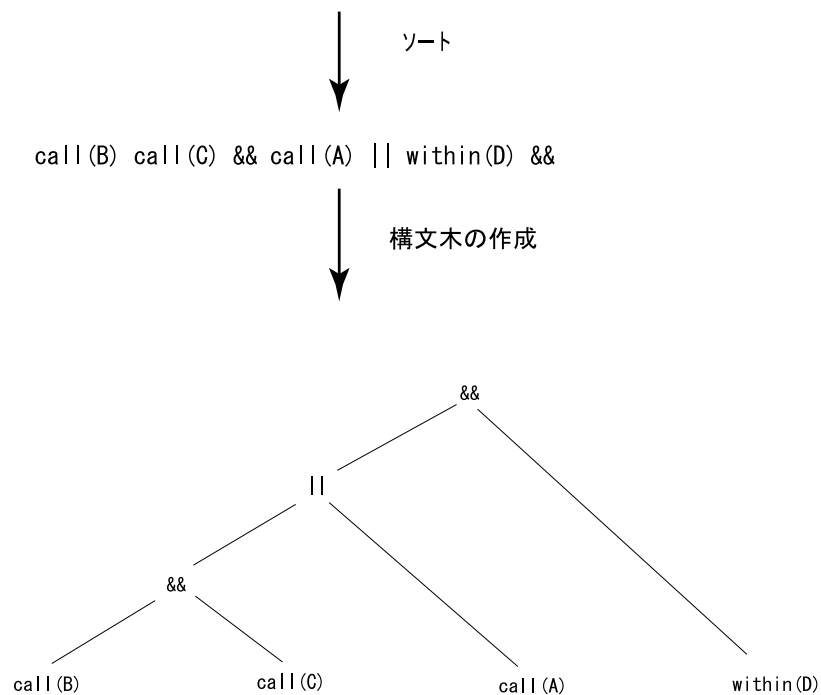 ソート
call(B) call(C) && call(A) || within(D) &&
構文木の作成
&&
||
&&
call(B) call(C) call(A) within(D)